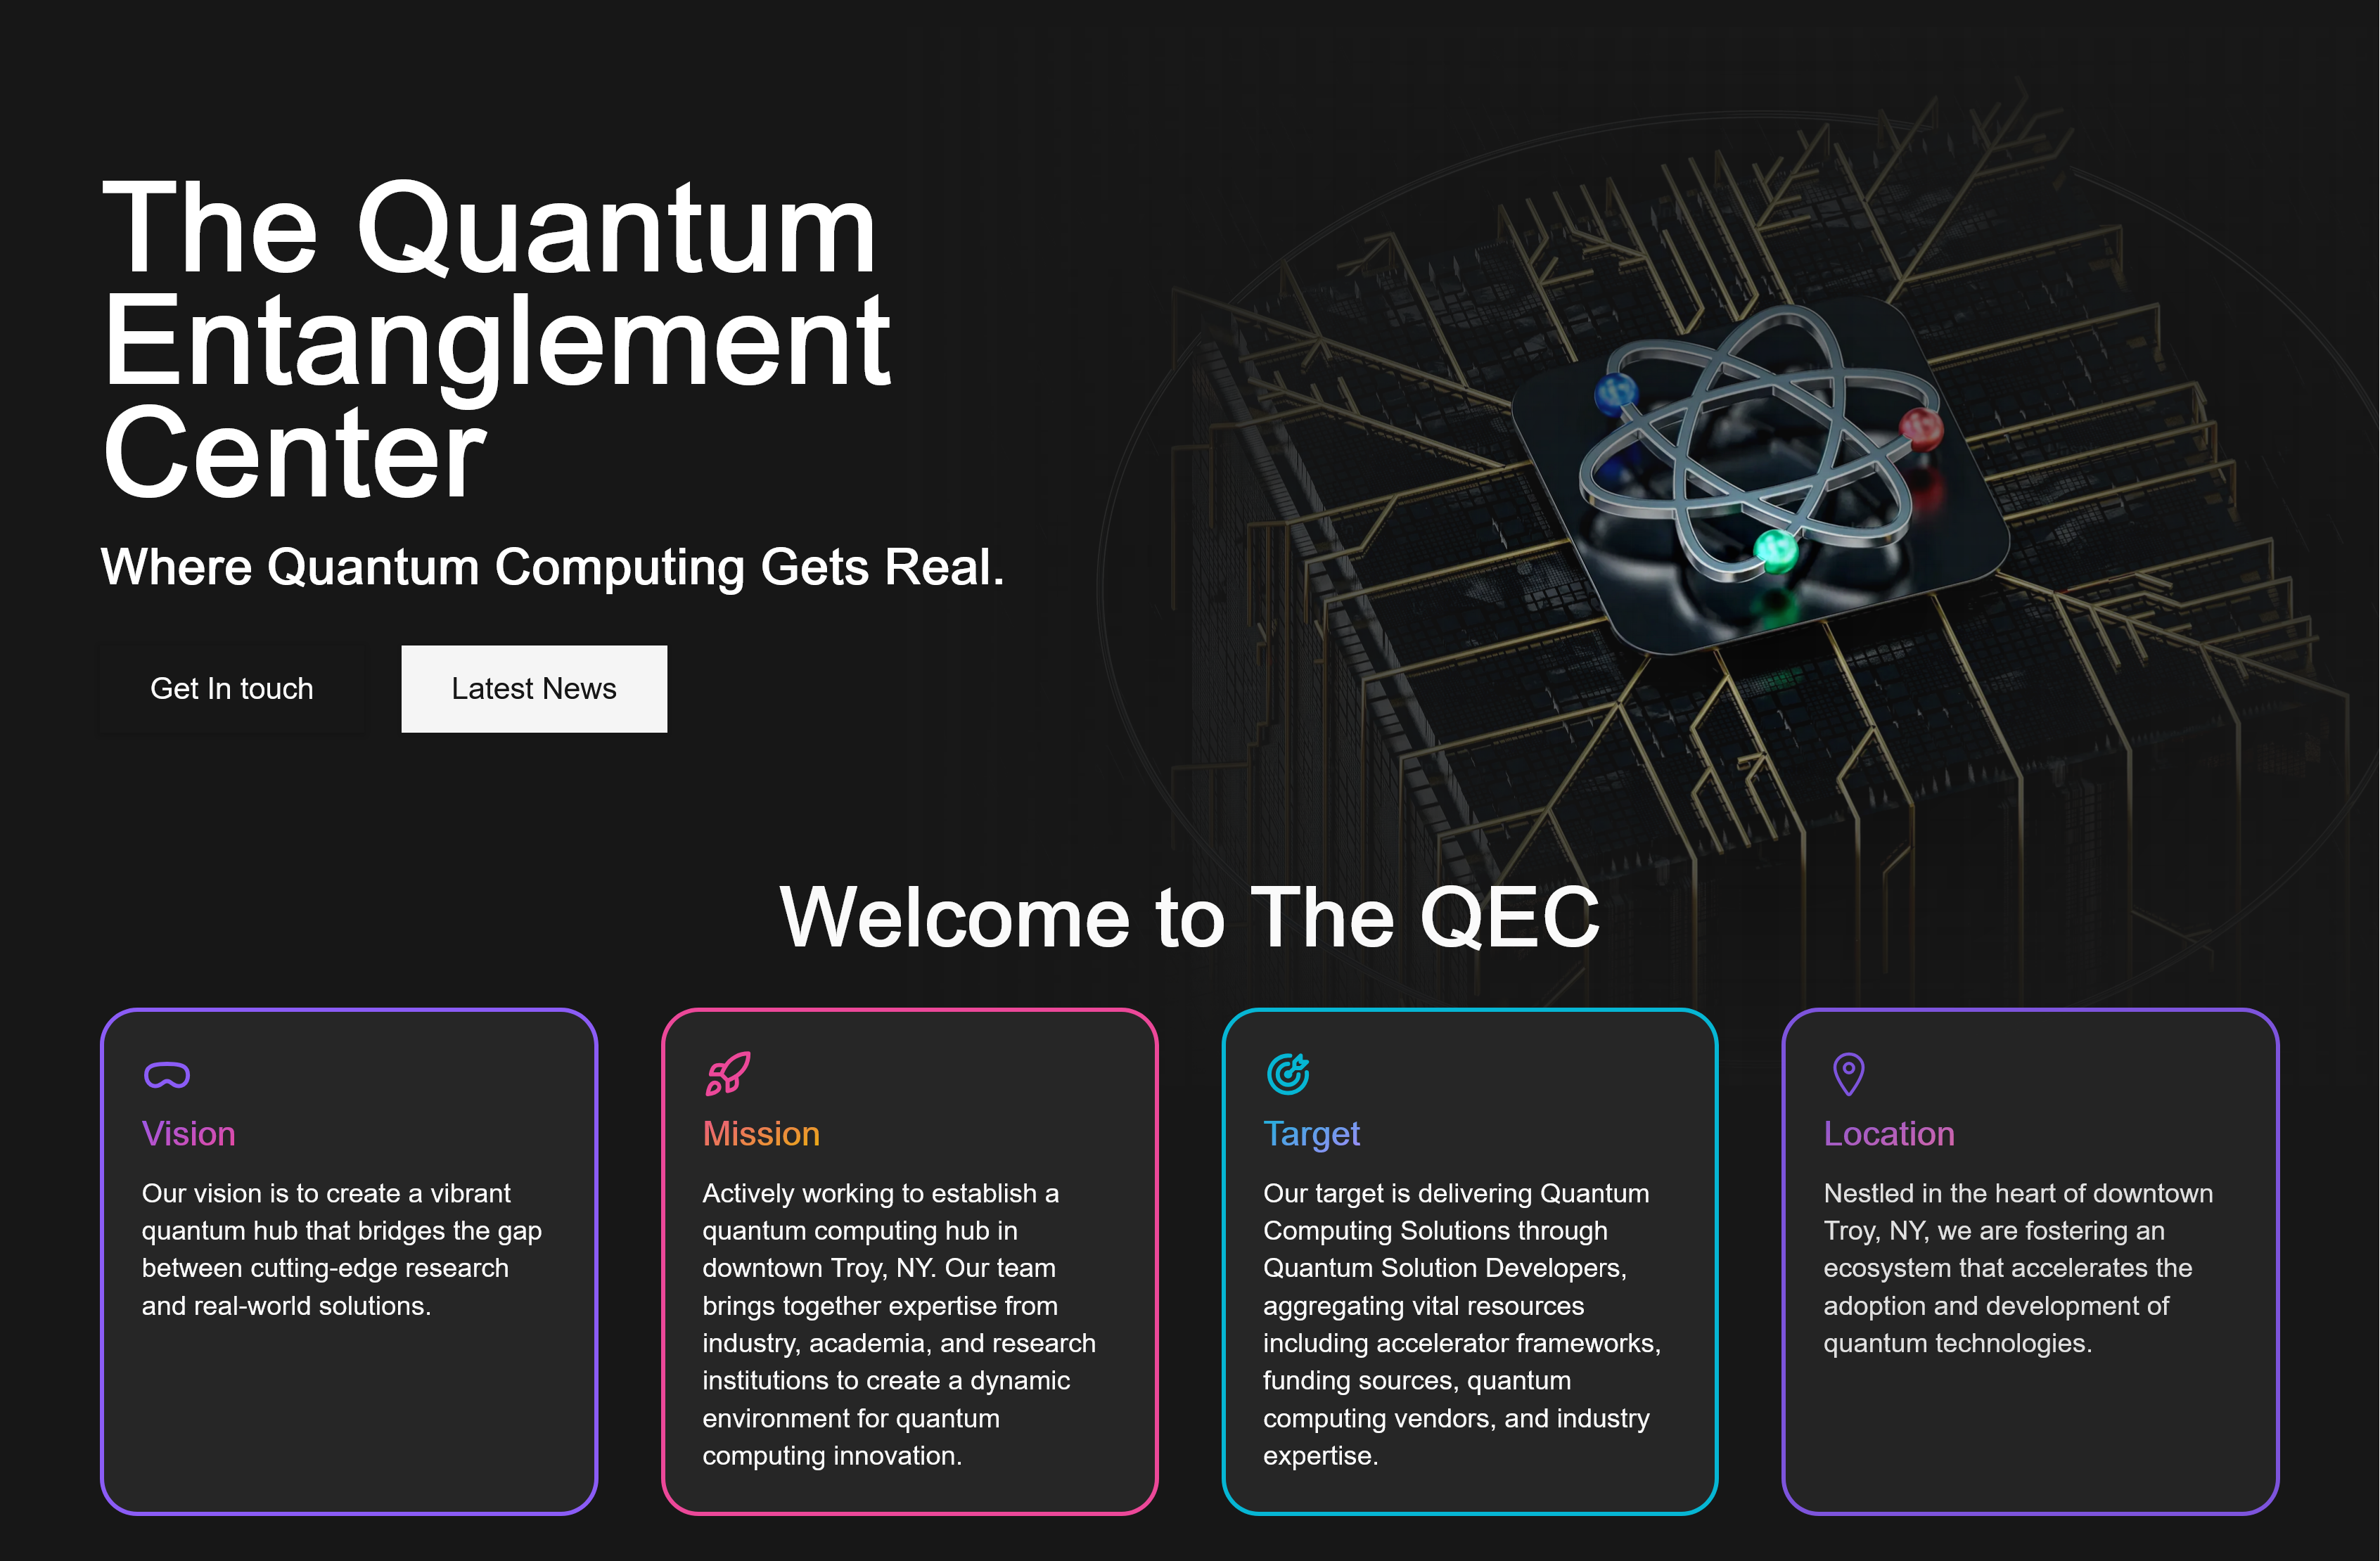 The Quantum
Entanglement
Center
Where Quantum Computing Gets Real.
Get In touch
Latest News
Welcome to The QEC
Vision
Our vision is to create a vibrant
quantum hub that bridges the gap
between cutting-edge research
and real-world solutions.
Mission
Actively working to establish a
quantum computing hub in
downtown Troy, NY. Our team
brings together expertise from
industry, academia, and research
institutions to create a dynamic
environment for quantum
computing innovation.
Target
Our target is delivering Quantum
Computing Solutions through
Quantum Solution Developers,
aggregating vital resources
including accelerator frameworks,
funding sources, quantum
computing vendors, and industry
expertise.
Location
Nestled in the heart of downtown
Troy, NY, we are fostering an
ecosystem that accelerates the
adoption and development of
quantum technologies.